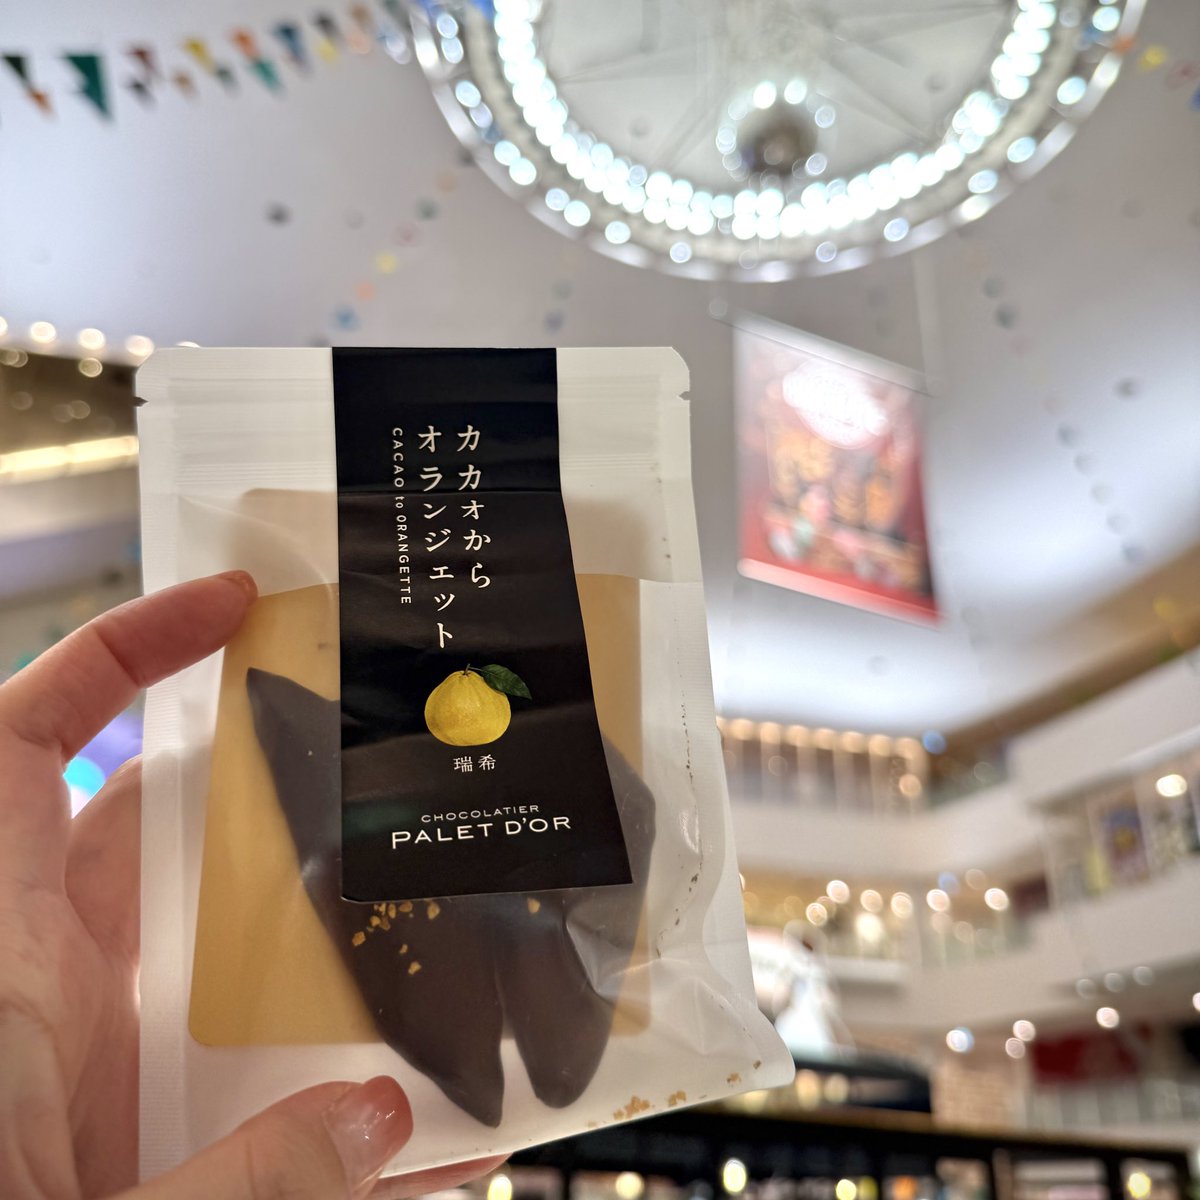 カカオから
オランジェット
CACAO to ORANGETTE
瑞希
CHOCOLATIER
PALET D'OR